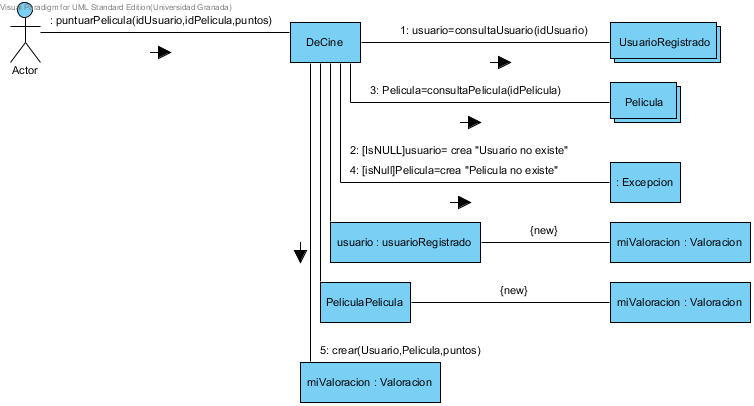 Visual Paradigm for UML Standard Edition(Universidad Granada)
: puntuarPelicula(idUsuario,idPelicula,puntos)
Actor
DeCine
1: usuario=consultaUsuario(idUsuario)
UsuarioRegistrado
3: Pelicula=consultaPelicula(idPelicula)
Pelicula
2: [IsNULL]usuario= crea "Usuario no existe"
4: [isNull]Pelicula=crea "Pelicula no existe"
: Excepcion
usuario : usuarioRegistrado
{new}
miValoracion : Valoracion
PeliculaPelicula
{new}
miValoracion : Valoracion
5: crear(Usuario,Pelicula,puntos)
miValoracion : Valoracion